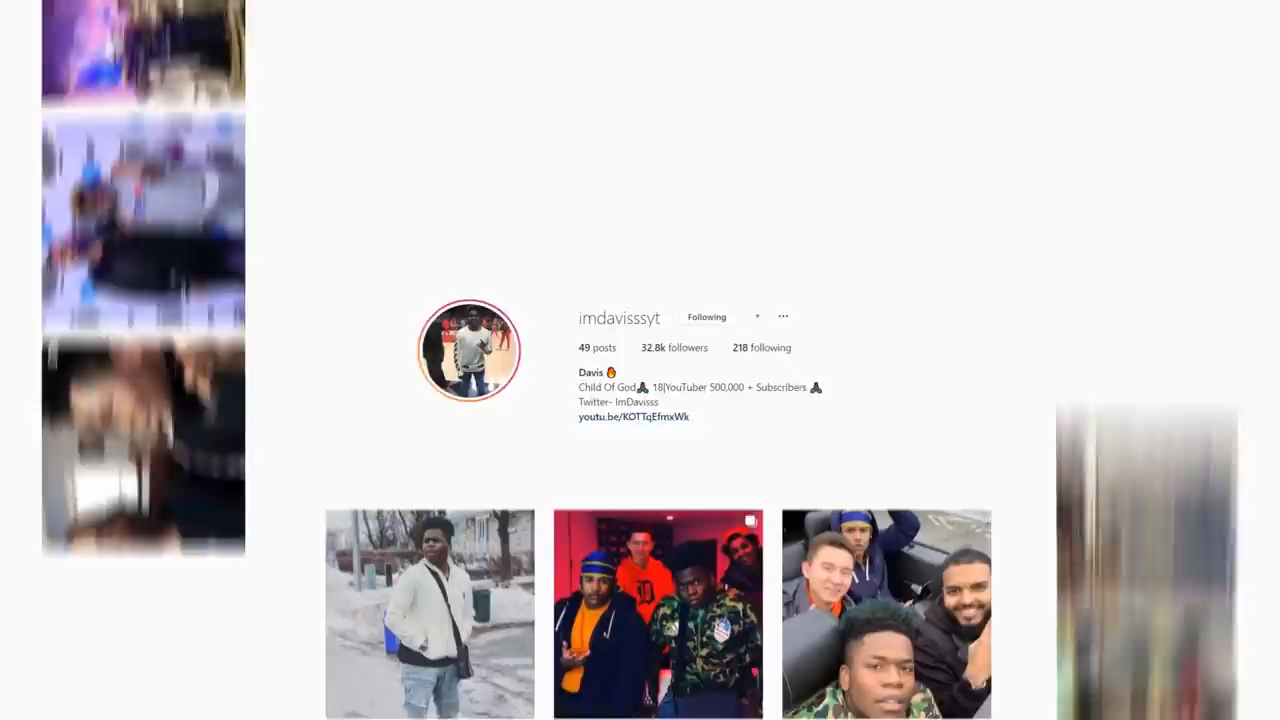 imdavisssyt Following
49 posts 32.8k followers 218 following
Davis🔥
Child Of God🙏🏿 18|YouTuber 500,000 + Subscribers 🙏🏿
Twitter- ImDavisss
youtu.be/KOTTqEfmxWk